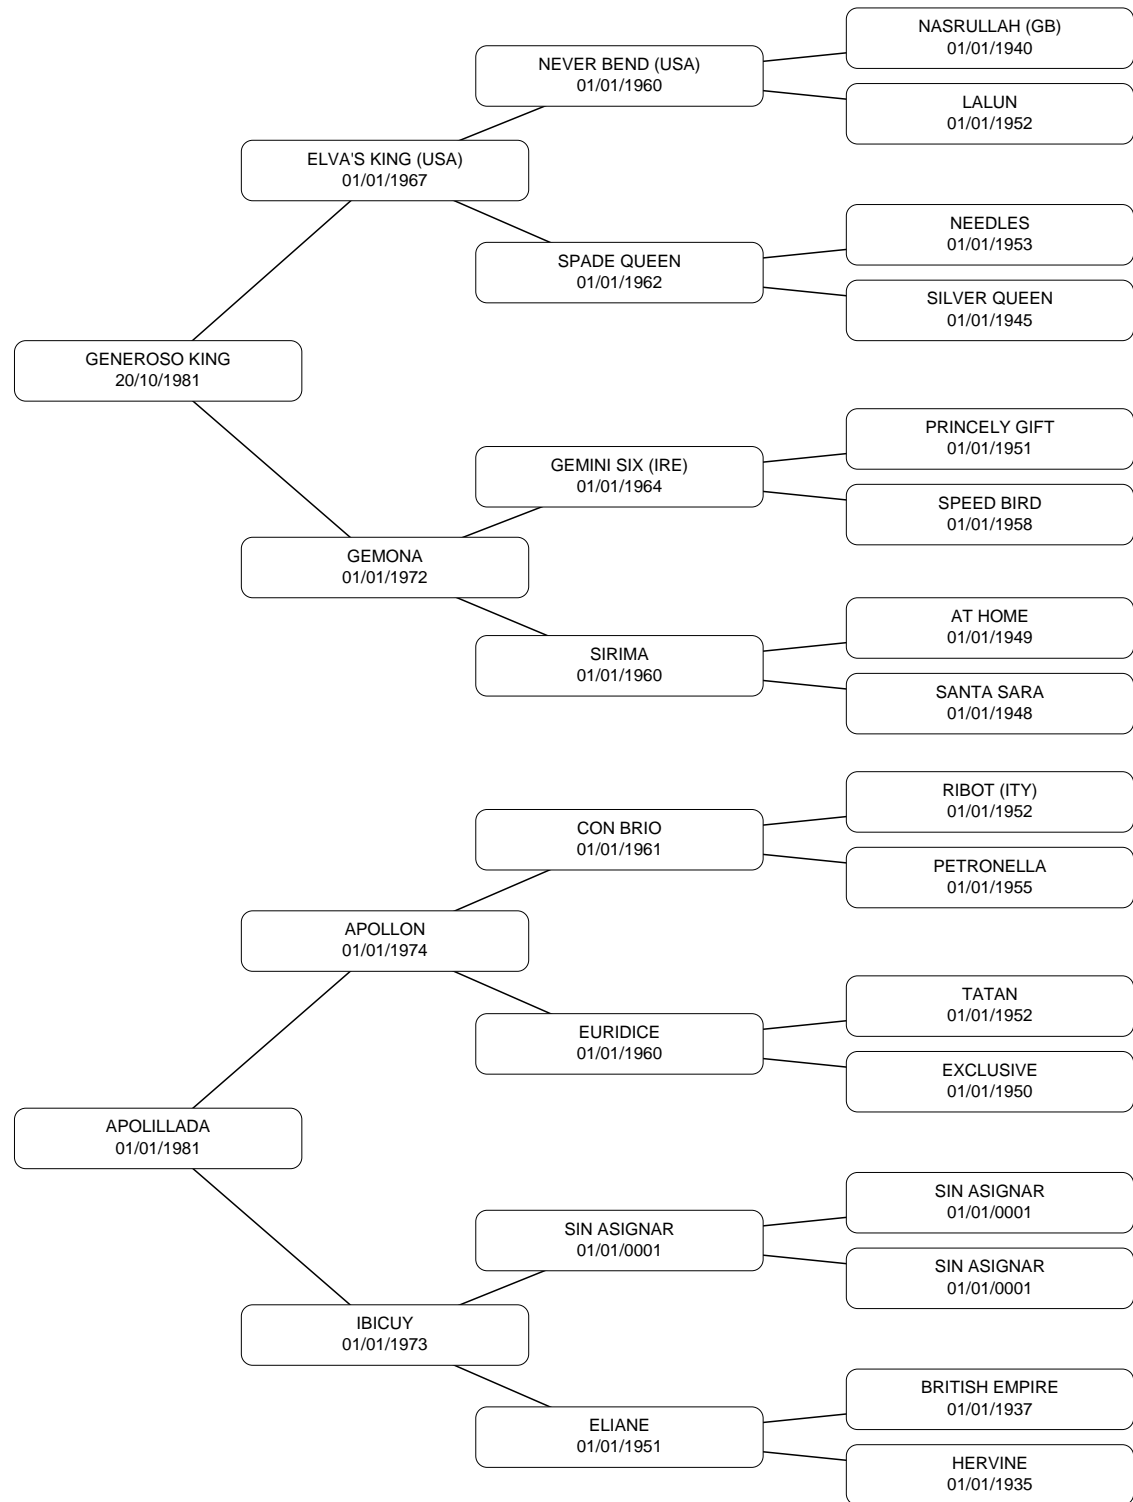 NASRULLAH (GB)
01/01/1940
NEVER BEND (USA)
01/01/1960
LALUN
01/01/1952
ELVA'S KING (USA)
01/01/1967
NEEDLES
01/01/1953
SPADE QUEEN
01/01/1962
SILVER QUEEN
01/01/1945
GENEROSO KING
20/10/1981
PRINCELY GIFT
01/01/1951
GEMINI SIX (IRE)
01/01/1964
SPEED BIRD
01/01/1958
GEMONA
01/01/1972
AT HOME
01/01/1949
SIRIMA
01/01/1960
SANTA SARA
01/01/1948
RIBOT (ITY)
01/01/1952
CON BRIO
01/01/1961
PETRONELLA
01/01/1955
APOLLON
01/01/1974
TATAN
01/01/1952
EURIDICE
01/01/1960
EXCLUSIVE
01/01/1950
APOLILLADA
01/01/1981
SIN ASIGNAR
01/01/0001
SIN ASIGNAR
01/01/0001
SIN ASIGNAR
01/01/0001
IBICUY
01/01/1973
BRITISH EMPIRE
01/01/1937
ELIANE
01/01/1951
HERVINE
01/01/1935